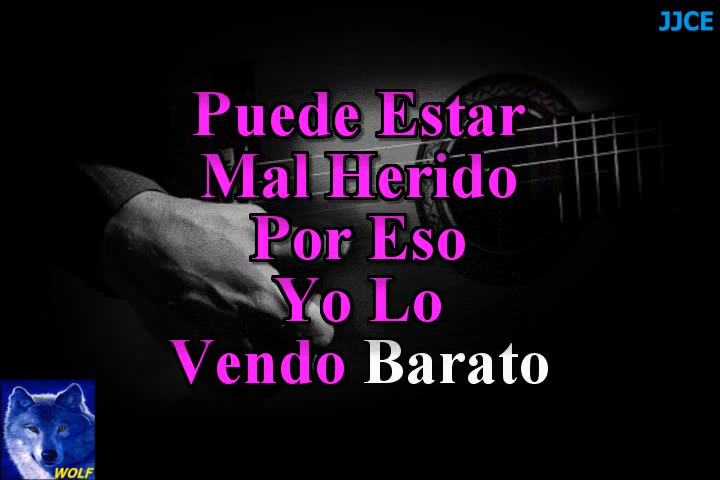 JJCE
Puede Estar
Mal Herido
Por Eso
Yo Lo
Vendo Barato
WOLF